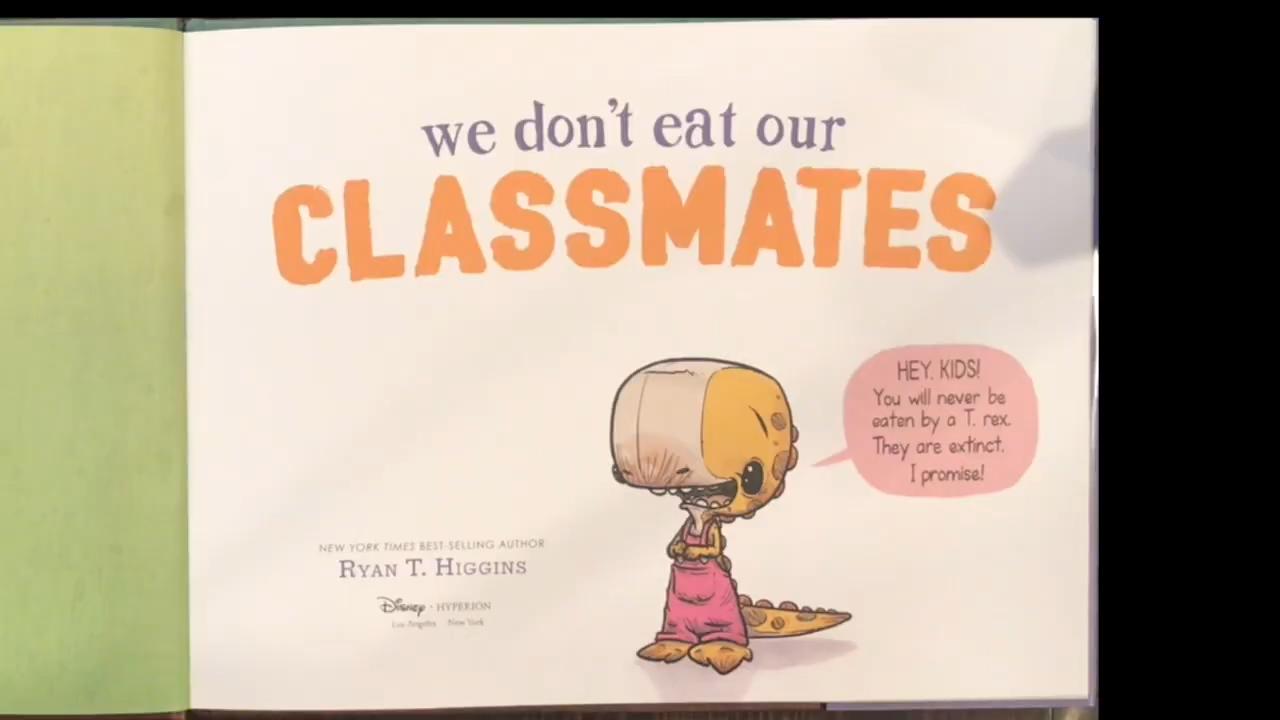 we don't eat our
CLASSMATES
HEY, KIDS!
You will never be
eaten by a T. rex.
They are extinct.
I promise!
NEW YORK TIMES BEST-SELLING AUTHOR
RYAN T. HIGGINS
Disney • HYPERION
Los Angeles New York